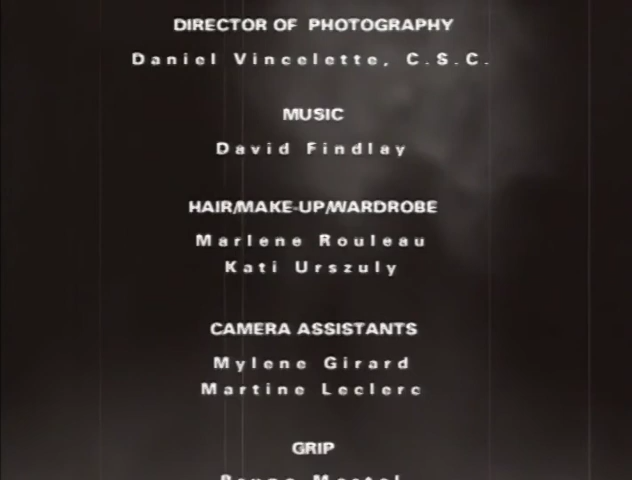 DIRECTOR OF PHOTOGRAPHY
Daniel Vincelette, C.S.C.
MUSIC
David Findlay
HAIR/MAKE-UP/WARDROBE
Marlene Rouleau
Kati Urszuly
CAMERA ASSISTANTS
Mylene Girard
Martine Leclerc
GRIP